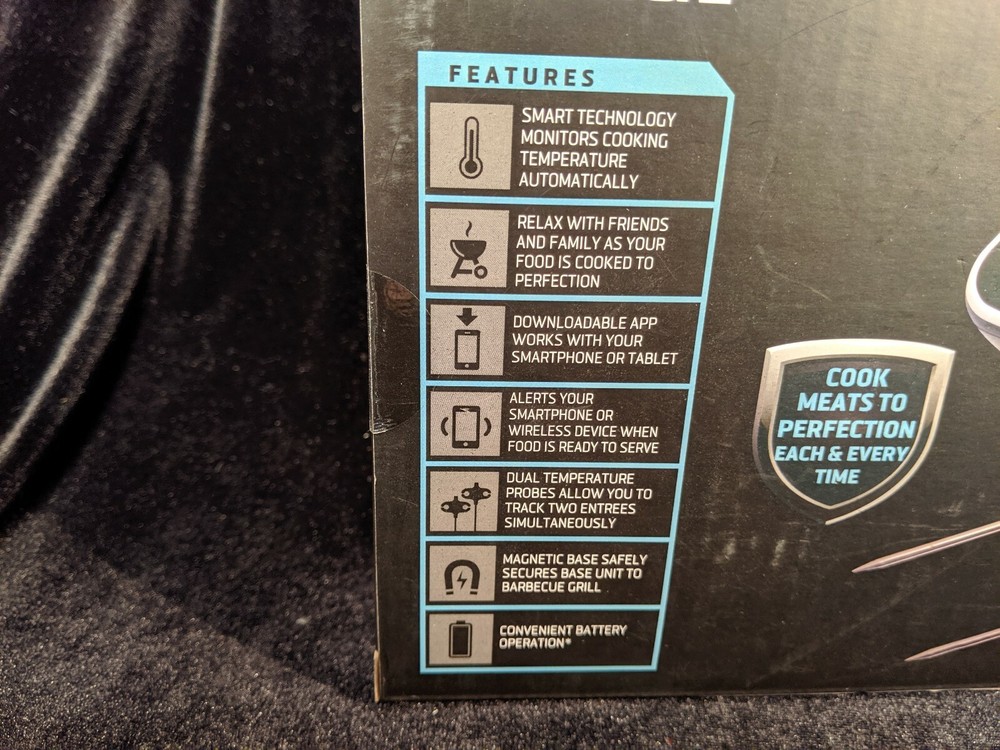 FEATURES
SMART TECHNOLOGY
MONITORS COOKING
TEMPERATURE
AUTOMATICALLY
RELAX WITH FRIENDS
AND FAMILY AS YOUR
FOOD IS COOKED TO
PERFECTION
DOWNLOADABLE APP
WORKS WITH YOUR
SMARTPHONE OR TABLET
ALERTS YOUR
SMARTPHONE OR
WIRELESS DEVICE WHEN
FOOD IS READY TO SERVE
DUAL TEMPERATURE
PROBES ALLOW YOU TO
TRACK TWO ENTREES
SIMULTANEOUSLY
MAGNETIC BASE SAFELY
SECURES BASE UNIT TO
BARBECUE GRILL
CONVENIENT BATTERY
OPERATION*
COOK
MEATS TO
PERFECTION
EACH & EVERY
TIME